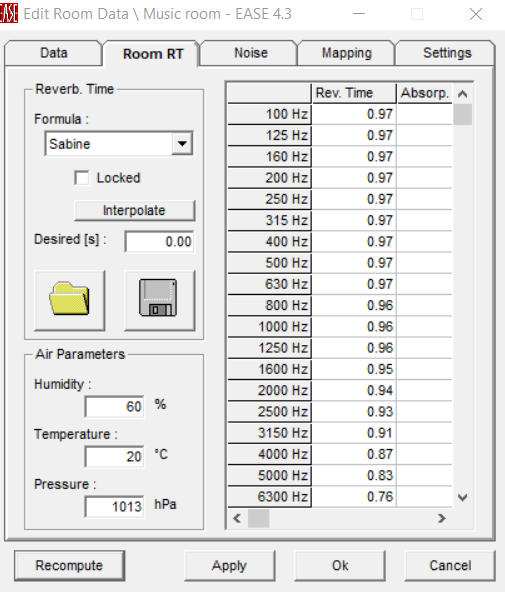 EASE Edit Room Data \ Music room - EASE 4.3
Data Room RT Noise Mapping Settings
Reverb. Time
Formula :
Sabine
Locked
Interpolate
Desired [s] : 0.00
Air Parameters
Humidity :
60 %
Temperature :
20 °C
Pressure :
1013 hPa
Rev. Time Absorp.
100 Hz 0.97
125 Hz 0.97
160 Hz 0.97
200 Hz 0.97
250 Hz 0.97
315 Hz 0.97
400 Hz 0.97
500 Hz 0.97
630 Hz 0.97
800 Hz 0.96
1000 Hz 0.96
1250 Hz 0.96
1600 Hz 0.95
2000 Hz 0.94
2500 Hz 0.93
3150 Hz 0.91
4000 Hz 0.87
5000 Hz 0.83
6300 Hz 0.76
Recompute Apply Ok Cancel